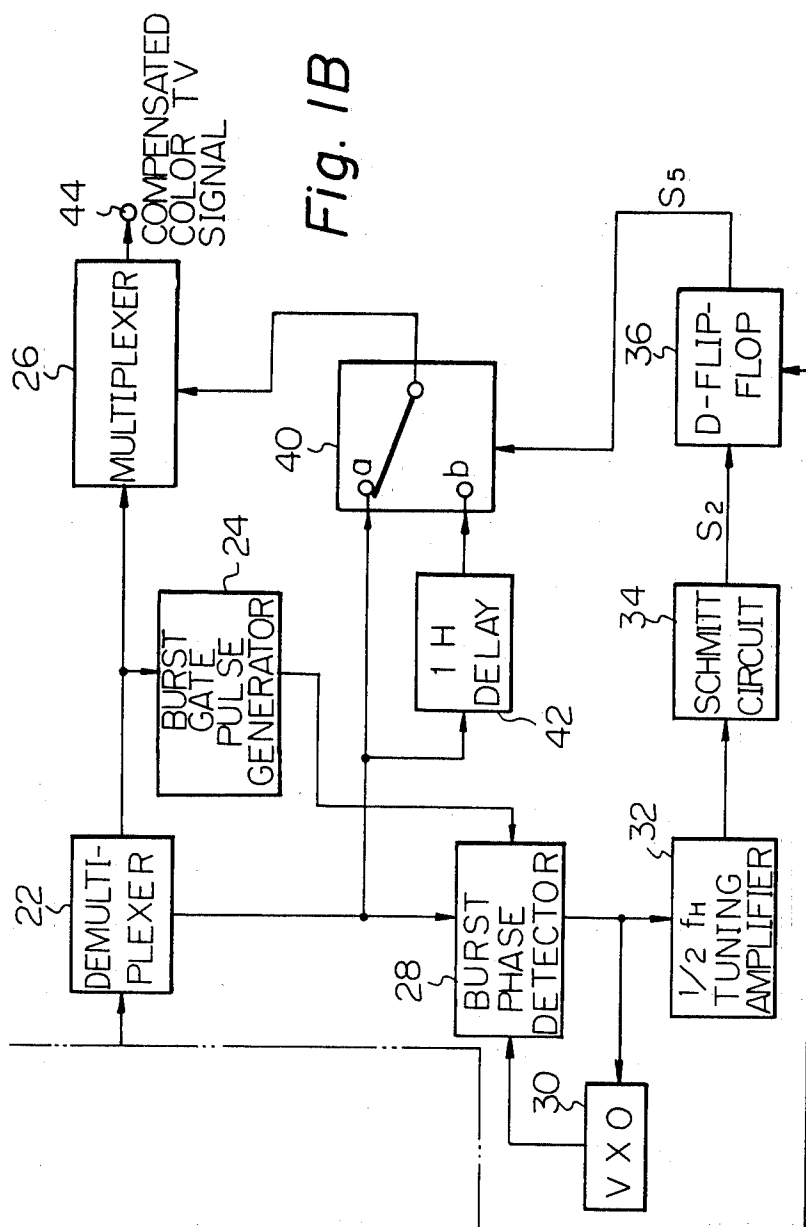 22
DEMULTI-
PLEXER
26
MULTIPLEXER
44
COMPENSATED
COLOR TV
SIGNAL
24
BURST
GATE
PULSE
GENERATOR
Fig. 1B
40
a
b
1 H
DELAY
42
28
BURST
PHASE
DETECTOR
30
V X O
32
1/2 fH
TUNING
AMPLIFIER
34
SCHMITT
CIRCUIT
S2
36
D-FLIP-
FLOP
S5